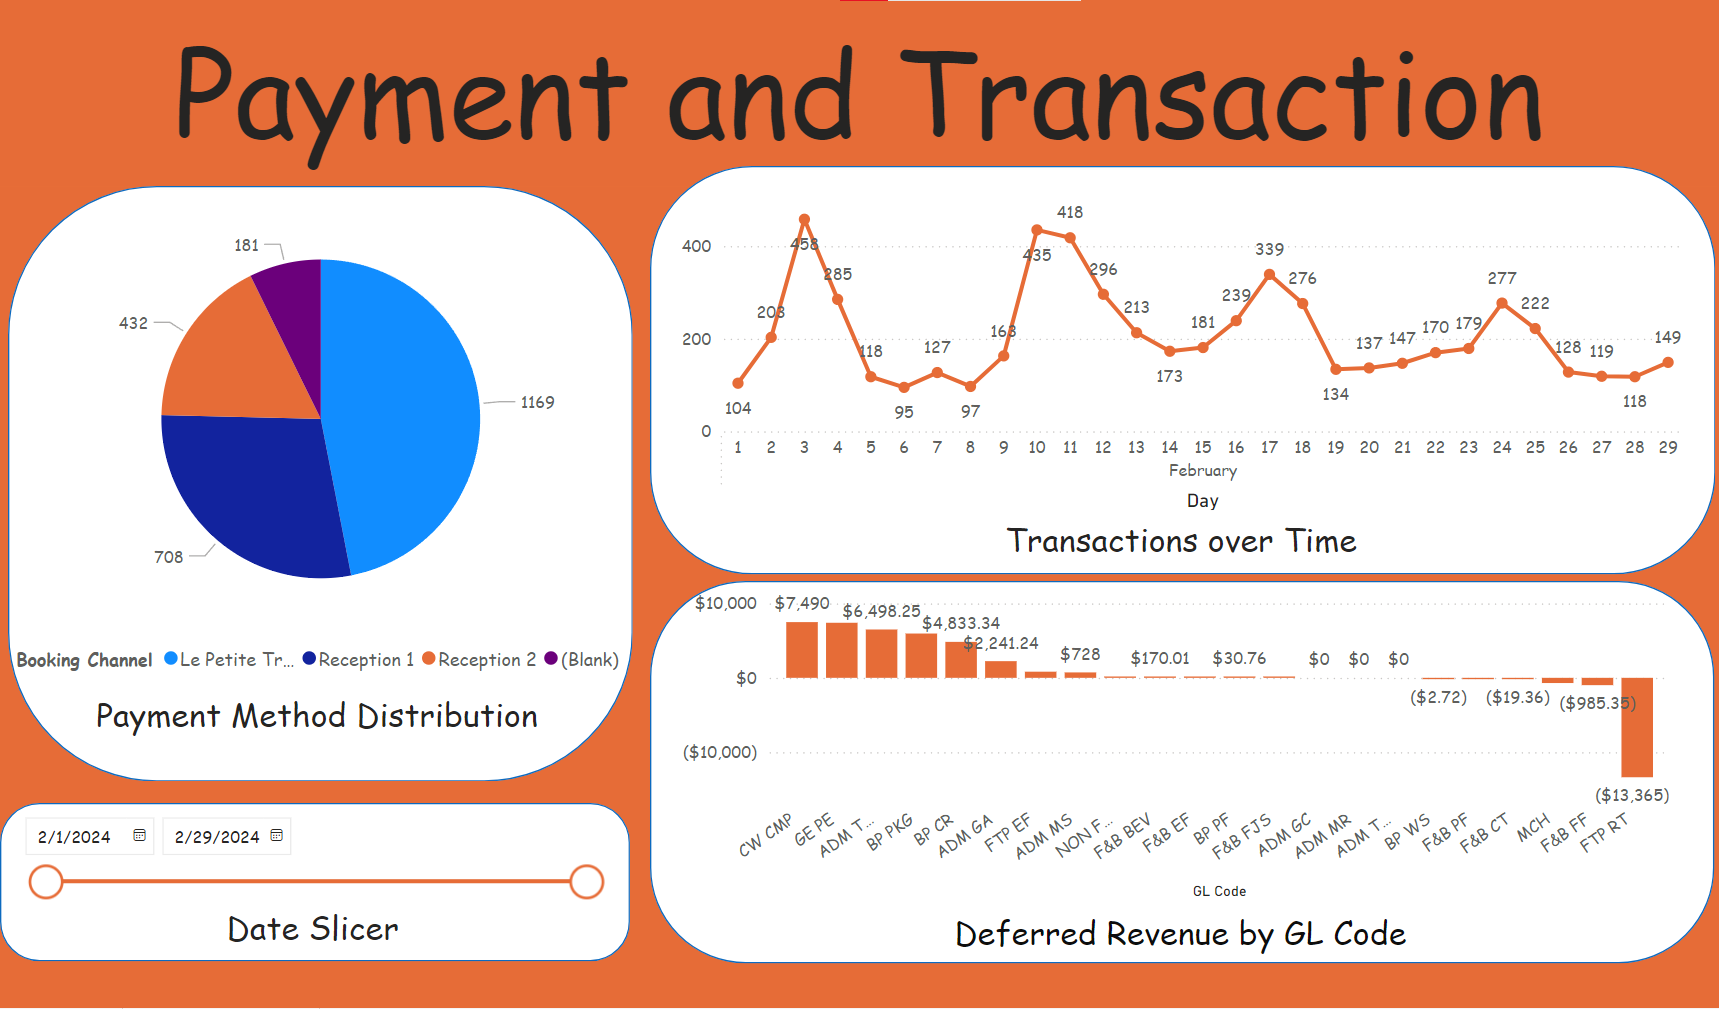 Payment and Transaction
181
432
1169
708
Booking Channel Le Petite Tr... Reception 1 Reception 2 (Blank)
Payment Method Distribution
2/1/2024 2/29/2024
Date Slicer
400
200
0
104 203 458 285 118 95 127 97 163 435 418 296 213 173 181 239 339 276 134 137 147 170 179 277 222 128 119 118 149
1 2 3 4 5 6 7 8 9 10 11 12 13 14 15 16 17 18 19 20 21 22 23 24 25 26 27 28 29
February
Day
Transactions over Time
$10,000
$0
($10,000)
$7,490 $6,498.25 $4,833.34 $2,241.24 $728 $170.01 $30.76 $0 $0 $0 ($2.72) ($19.36) ($985.35) ($13,365)
CW CMP
GE PE
ADM T...
BP PKG
BP CR
ADM GA
FTP EF
ADM MS
NON F...
F&B BEV
F&B EF
BP PF
F&B FJS
ADM GC
ADM MR
ADM T...
BP WS
F&B PF
F&B CT
MCH
F&B FF
FTP RT
GL Code
Deferred Revenue by GL Code